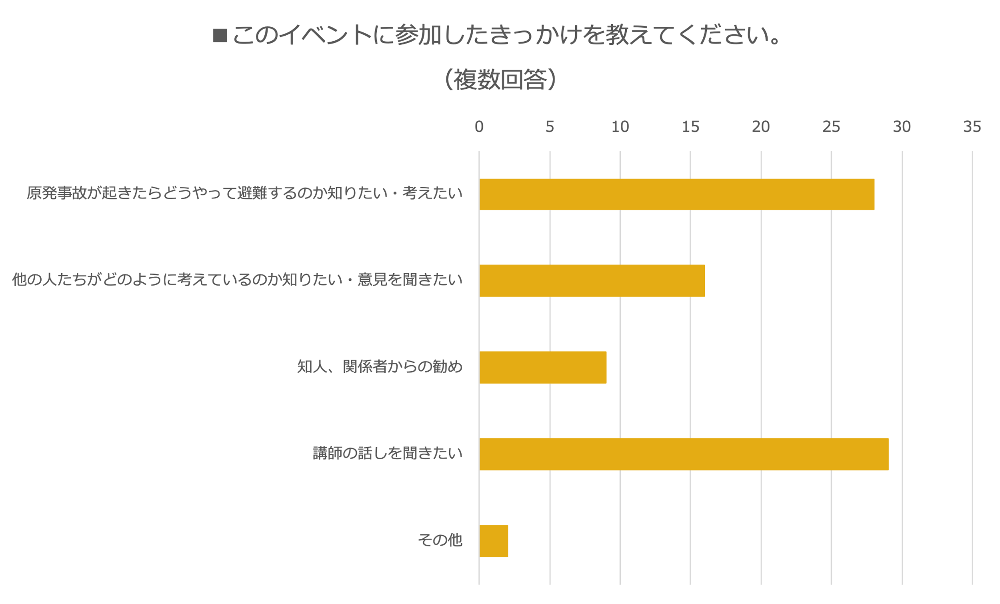 ■このイベントに参加したきっかけを教えてください。
（複数回答）
0 5 10 15 20 25 30 35
原発事故が起きたらどうやって避難するのか知りたい・考えたい
他の人たちがどのように考えているのか知りたい・意見を聞きたい
知人、関係者からの勧め
講師の話しを聞きたい
その他